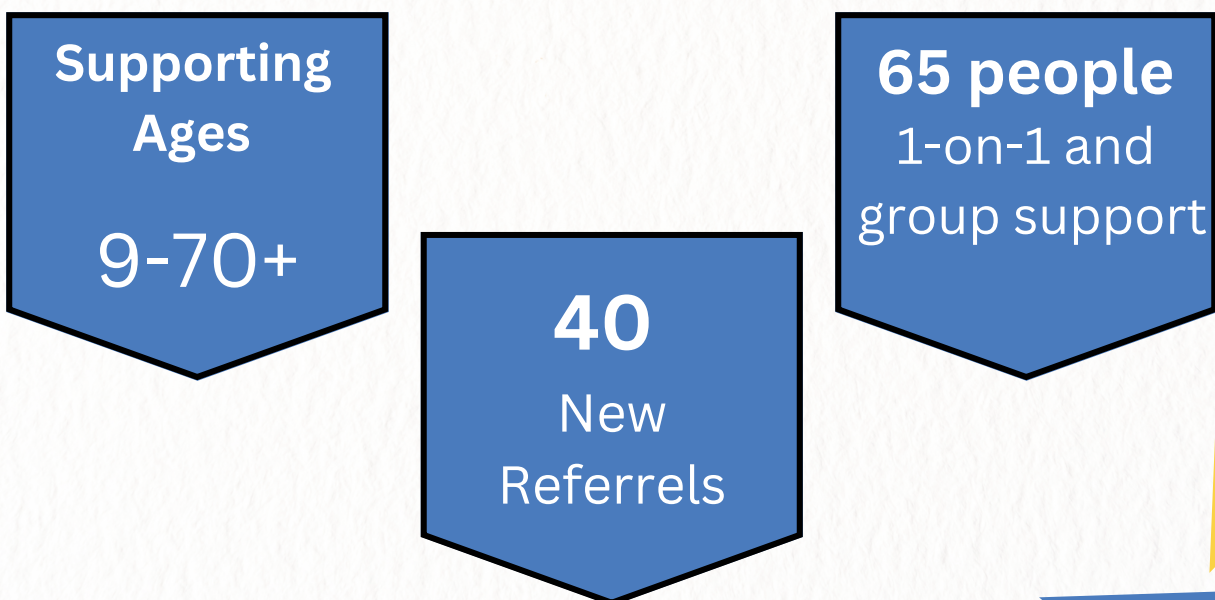 Supporting
Ages
9-70+
40
New
Referrels
65 people
1-on-1 and
group support